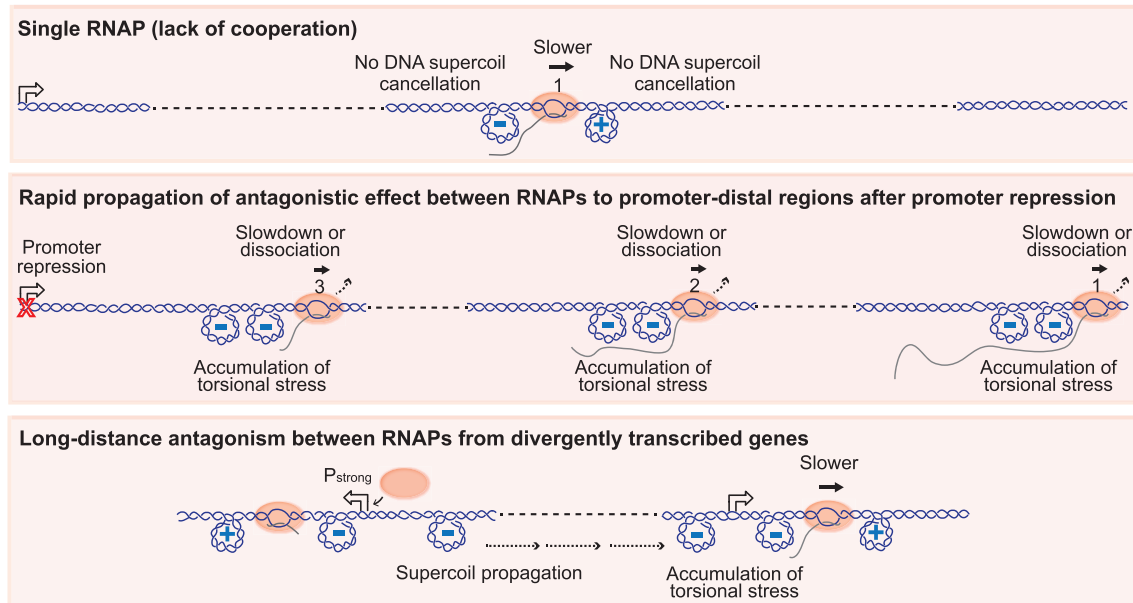 Single RNAP (lack of cooperation)
Slower
No DNA supercoil
cancellation
1
No DNA supercoil
cancellation
-
+
Rapid propagation of antagonistic effect between RNAPs to promoter-distal regions after promoter repression
Promoter
repression
X
Slowdown or
dissociation
3
Slowdown or
dissociation
2
Slowdown or
dissociation
1
- -
- -
- -
Accumulation of
torsional stress
Accumulation of
torsional stress
Accumulation of
torsional stress
Long-distance antagonism between RNAPs from divergently transcribed genes
Pstrong
Slower
+
-
-
-
-
+
Supercoil propagation
Accumulation of
torsional stress